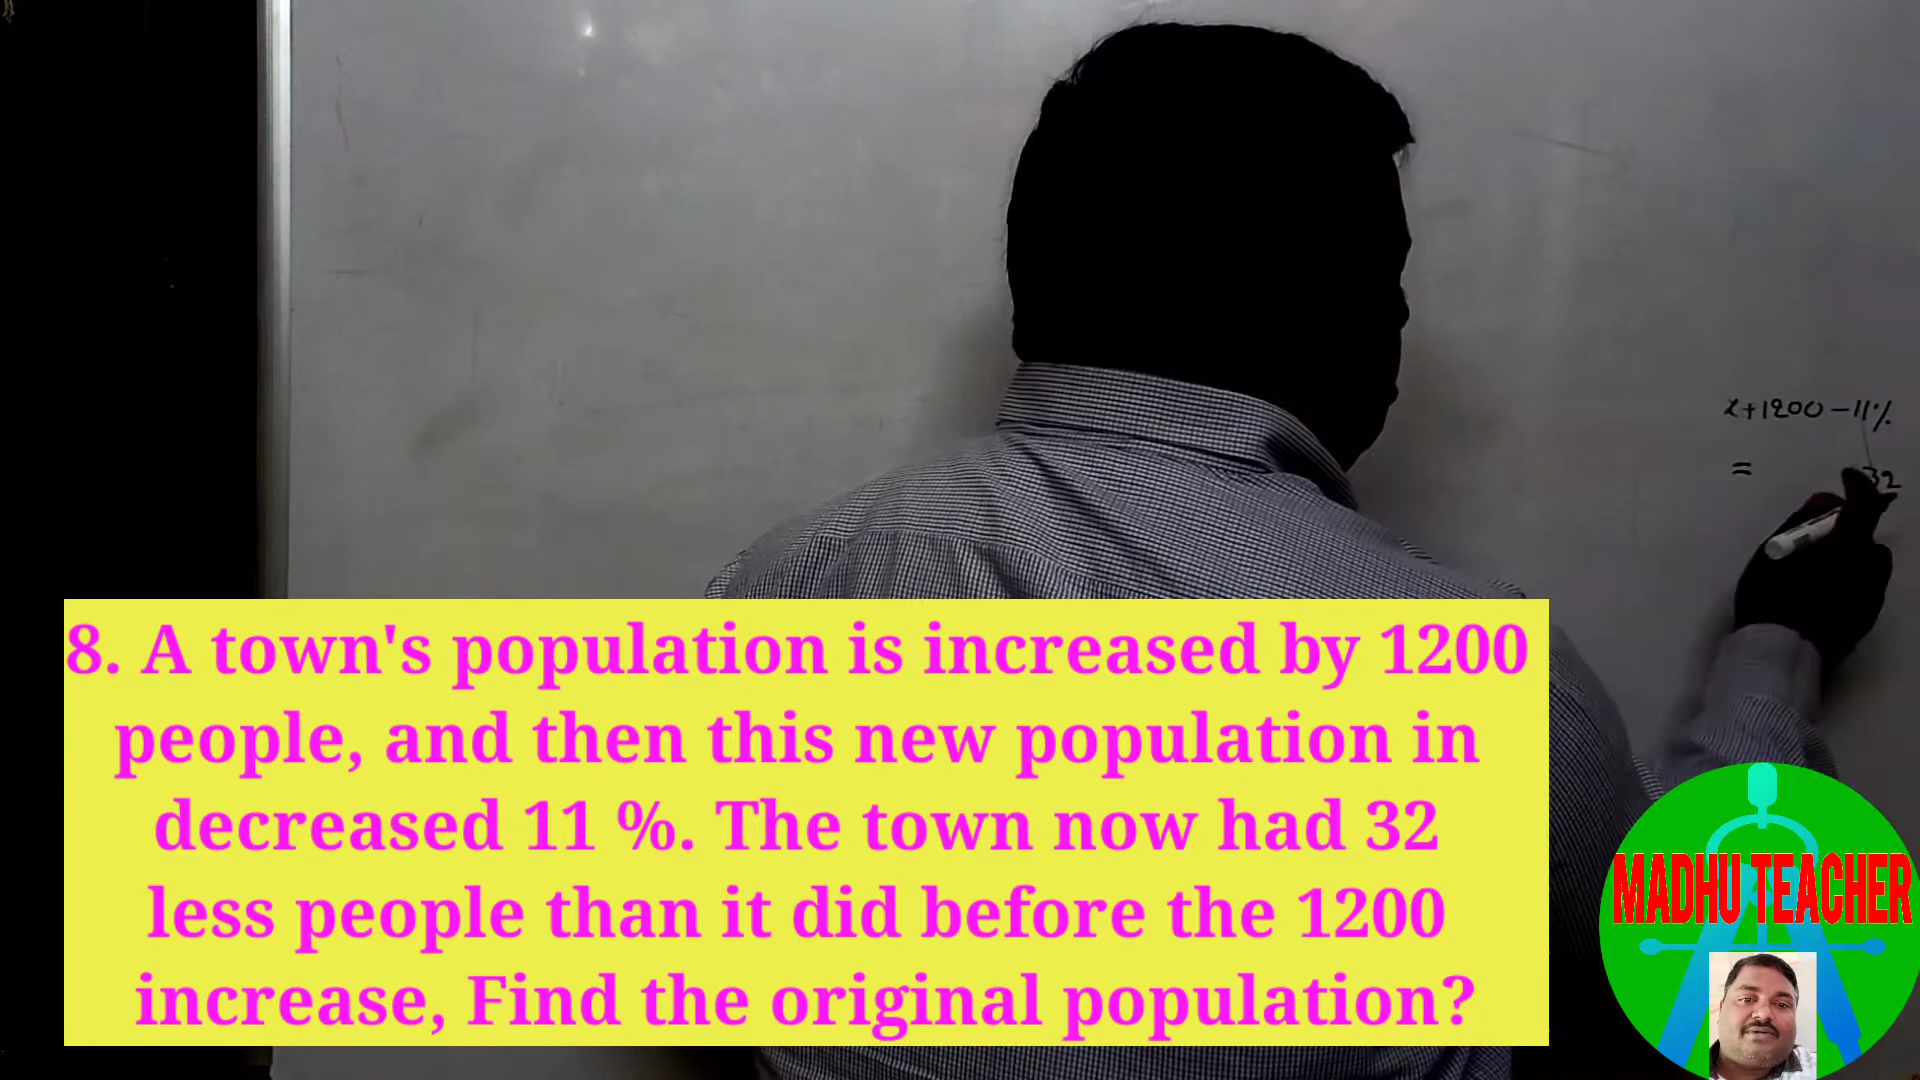 x+1200-11%
= 32
8. A town's population is increased by 1200
people, and then this new population in
decreased 11 %. The town now had 32
less people than it did before the 1200
increase, Find the original population?
MADHU TEACHER